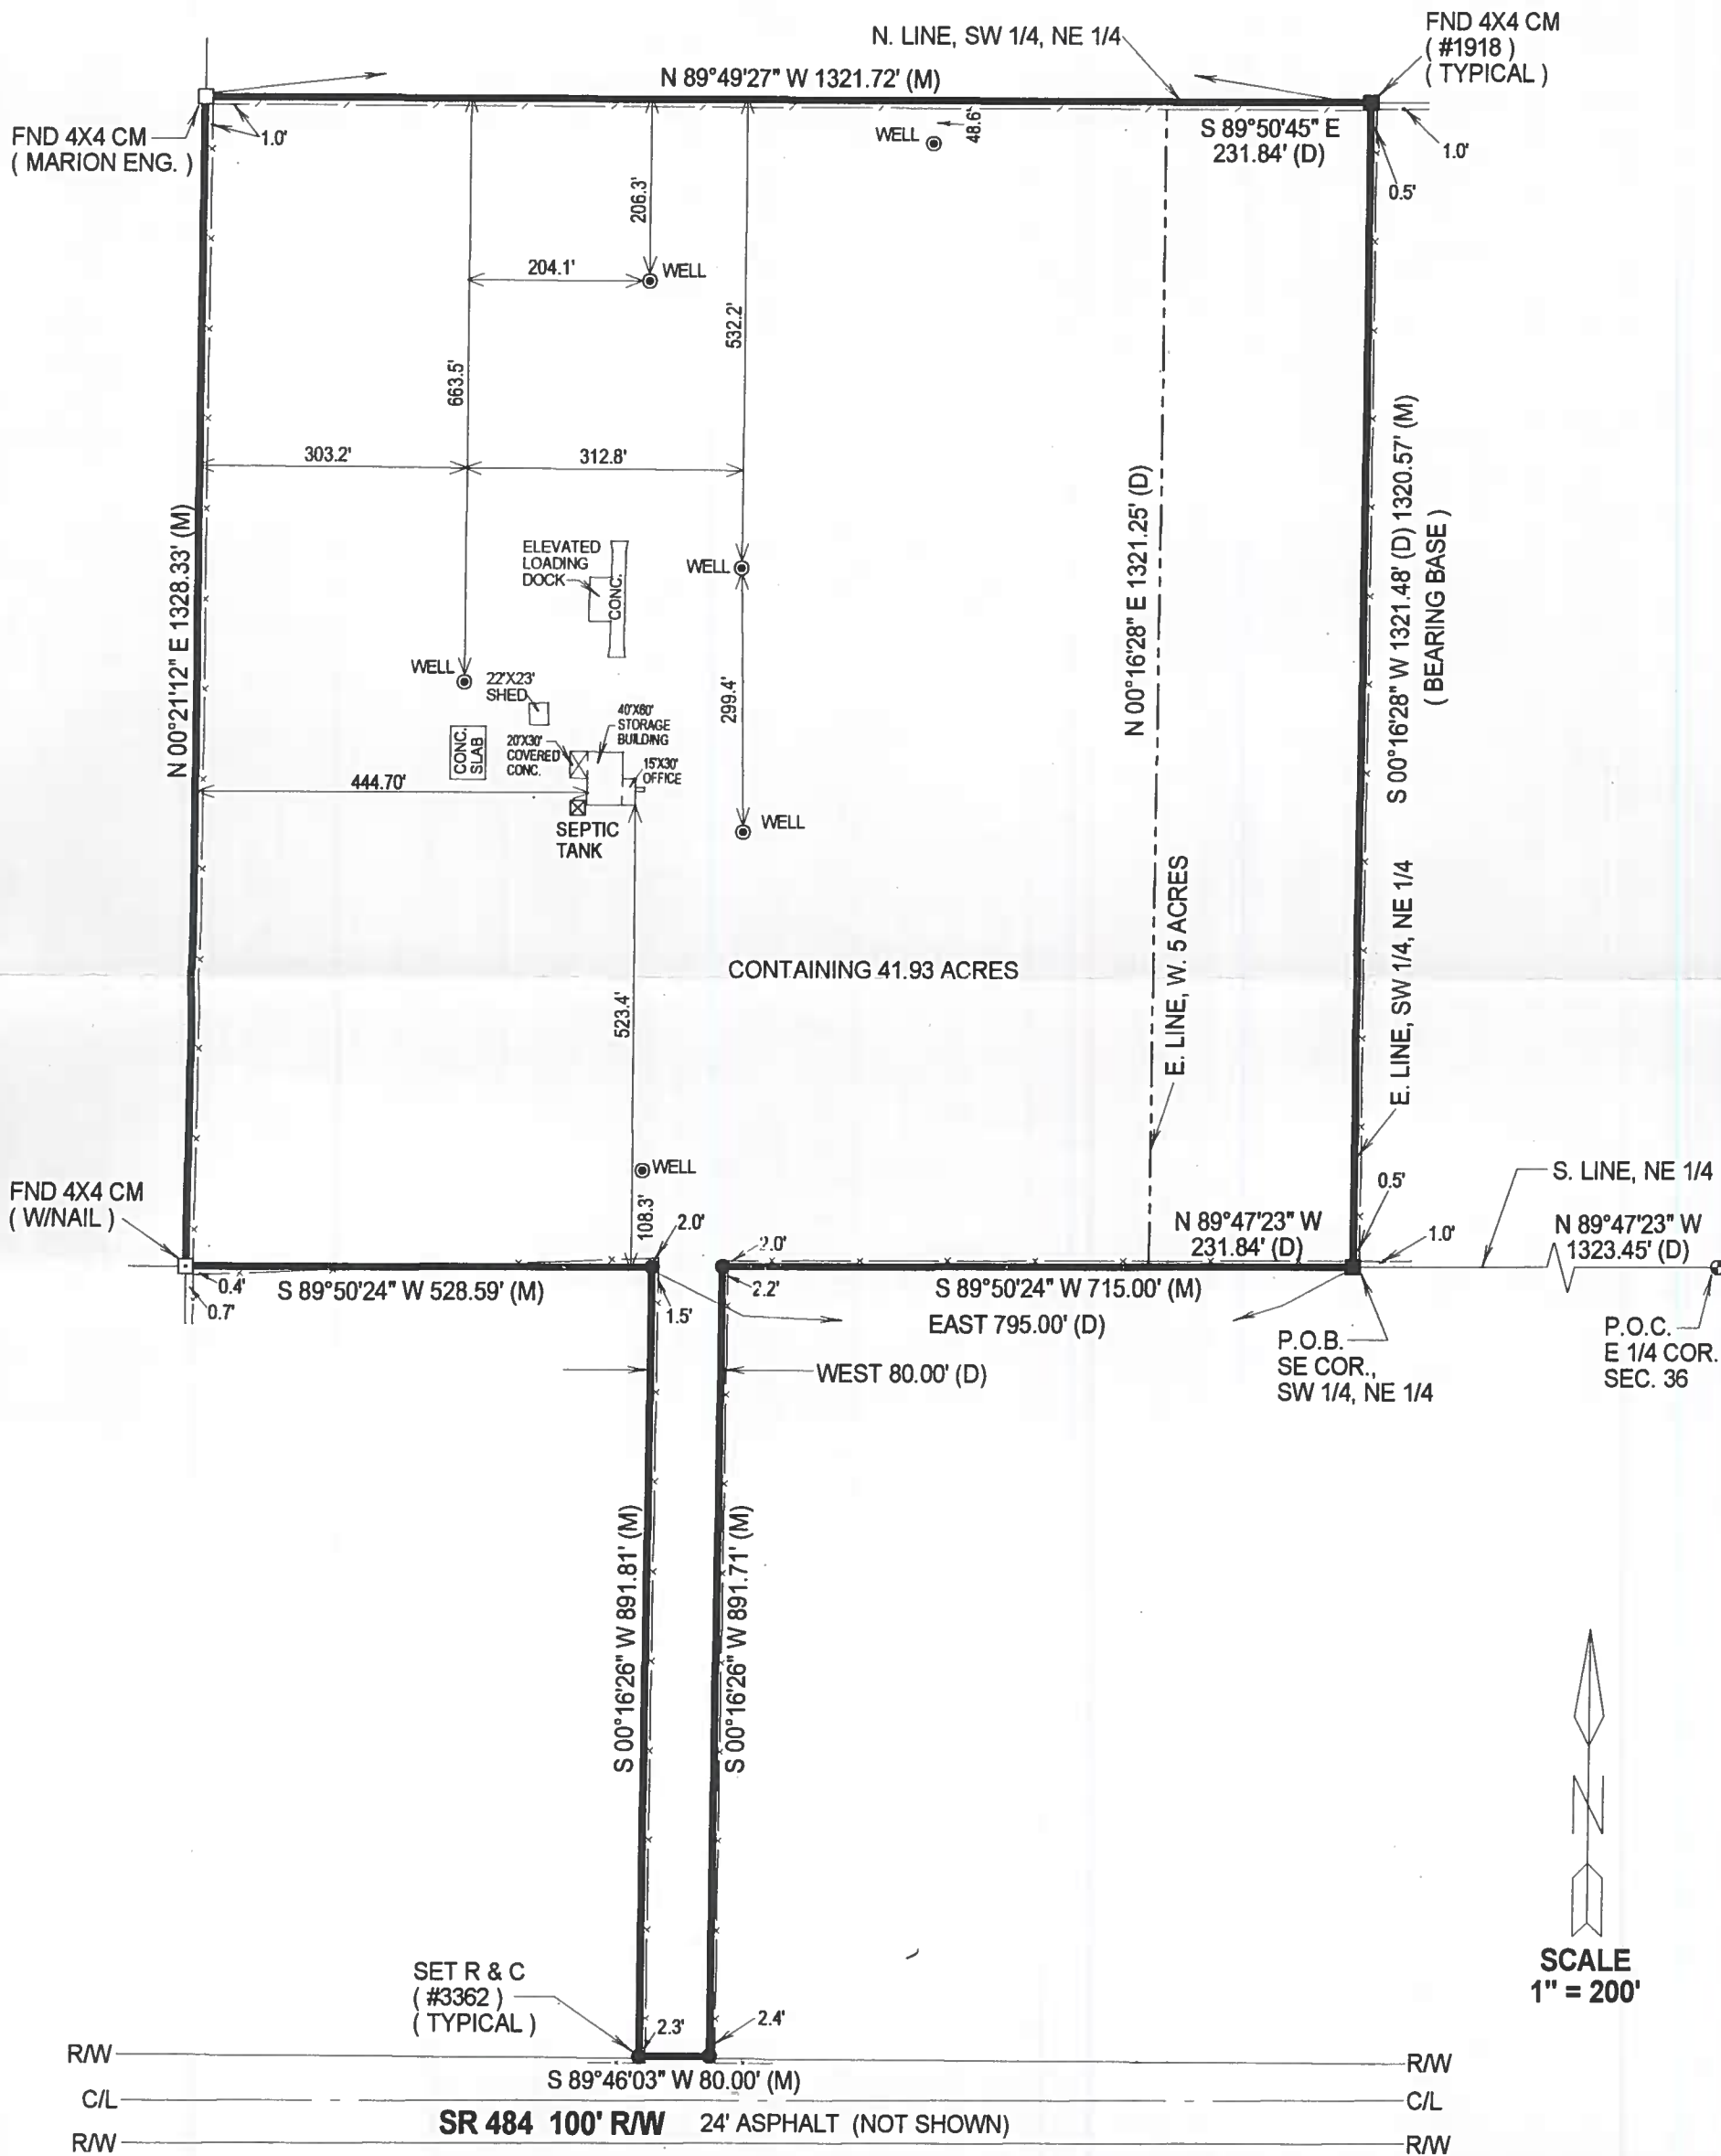 N. LINE, SW 1/4, NE 1/4
FND 4X4 CM
( #1918 )
( TYPICAL )
N 89°49'27" W 1321.72' (M)
FND 4X4 CM
( MARION ENG. )
1.0'
WELL
48.6'
S 89°50'45" E
231.84' (D)
1.0'
0.5'
206.3'
204.1'
WELL
532.2'
663.5'
303.2'
312.8'
N 00°21'12" E 1328.33' (M)
N 00°16'28" E 1321.25' (D)
S 00°16'28" W 1321.48' (D) 1320.57' (M)
( BEARING BASE )
ELEVATED
LOADING
DOCK
CONC.
WELL
WELL
22'X23'
SHED
299.4'
40'X60'
STORAGE
BUILDING
CONC.
SLAB
20'X30'
COVERED
CONC.
15'X30'
OFFICE
444.70'
SEPTIC
TANK
WELL
E. LINE, W. 5 ACRES
E. LINE, SW 1/4, NE 1/4
CONTAINING 41.93 ACRES
523.4'
WELL
108.3'
FND 4X4 CM
( W/NAIL )
0.4'
0.7'
S 89°50'24" W 528.59' (M)
2.0'
1.5'
2.0'
2.2'
N 89°47'23" W
231.84' (D)
0.5'
1.0'
S. LINE, NE 1/4
N 89°47'23" W
1323.45' (D)
S 89°50'24" W 715.00' (M)
EAST 795.00' (D)
WEST 80.00' (D)
P.O.B.
SE COR.,
SW 1/4, NE 1/4
P.O.C.
E 1/4 COR.
SEC. 36
S 00°16'26" W 891.81' (M)
S 00°16'26" W 891.71' (M)
N
SCALE
1" = 200'
SET R & C
( #3362 )
( TYPICAL )
2.3'
2.4'
R/W
R/W
S 89°46'03" W 80.00' (M)
C/L
C/L
SR 484 100' R/W 24' ASPHALT (NOT SHOWN)
R/W
R/W